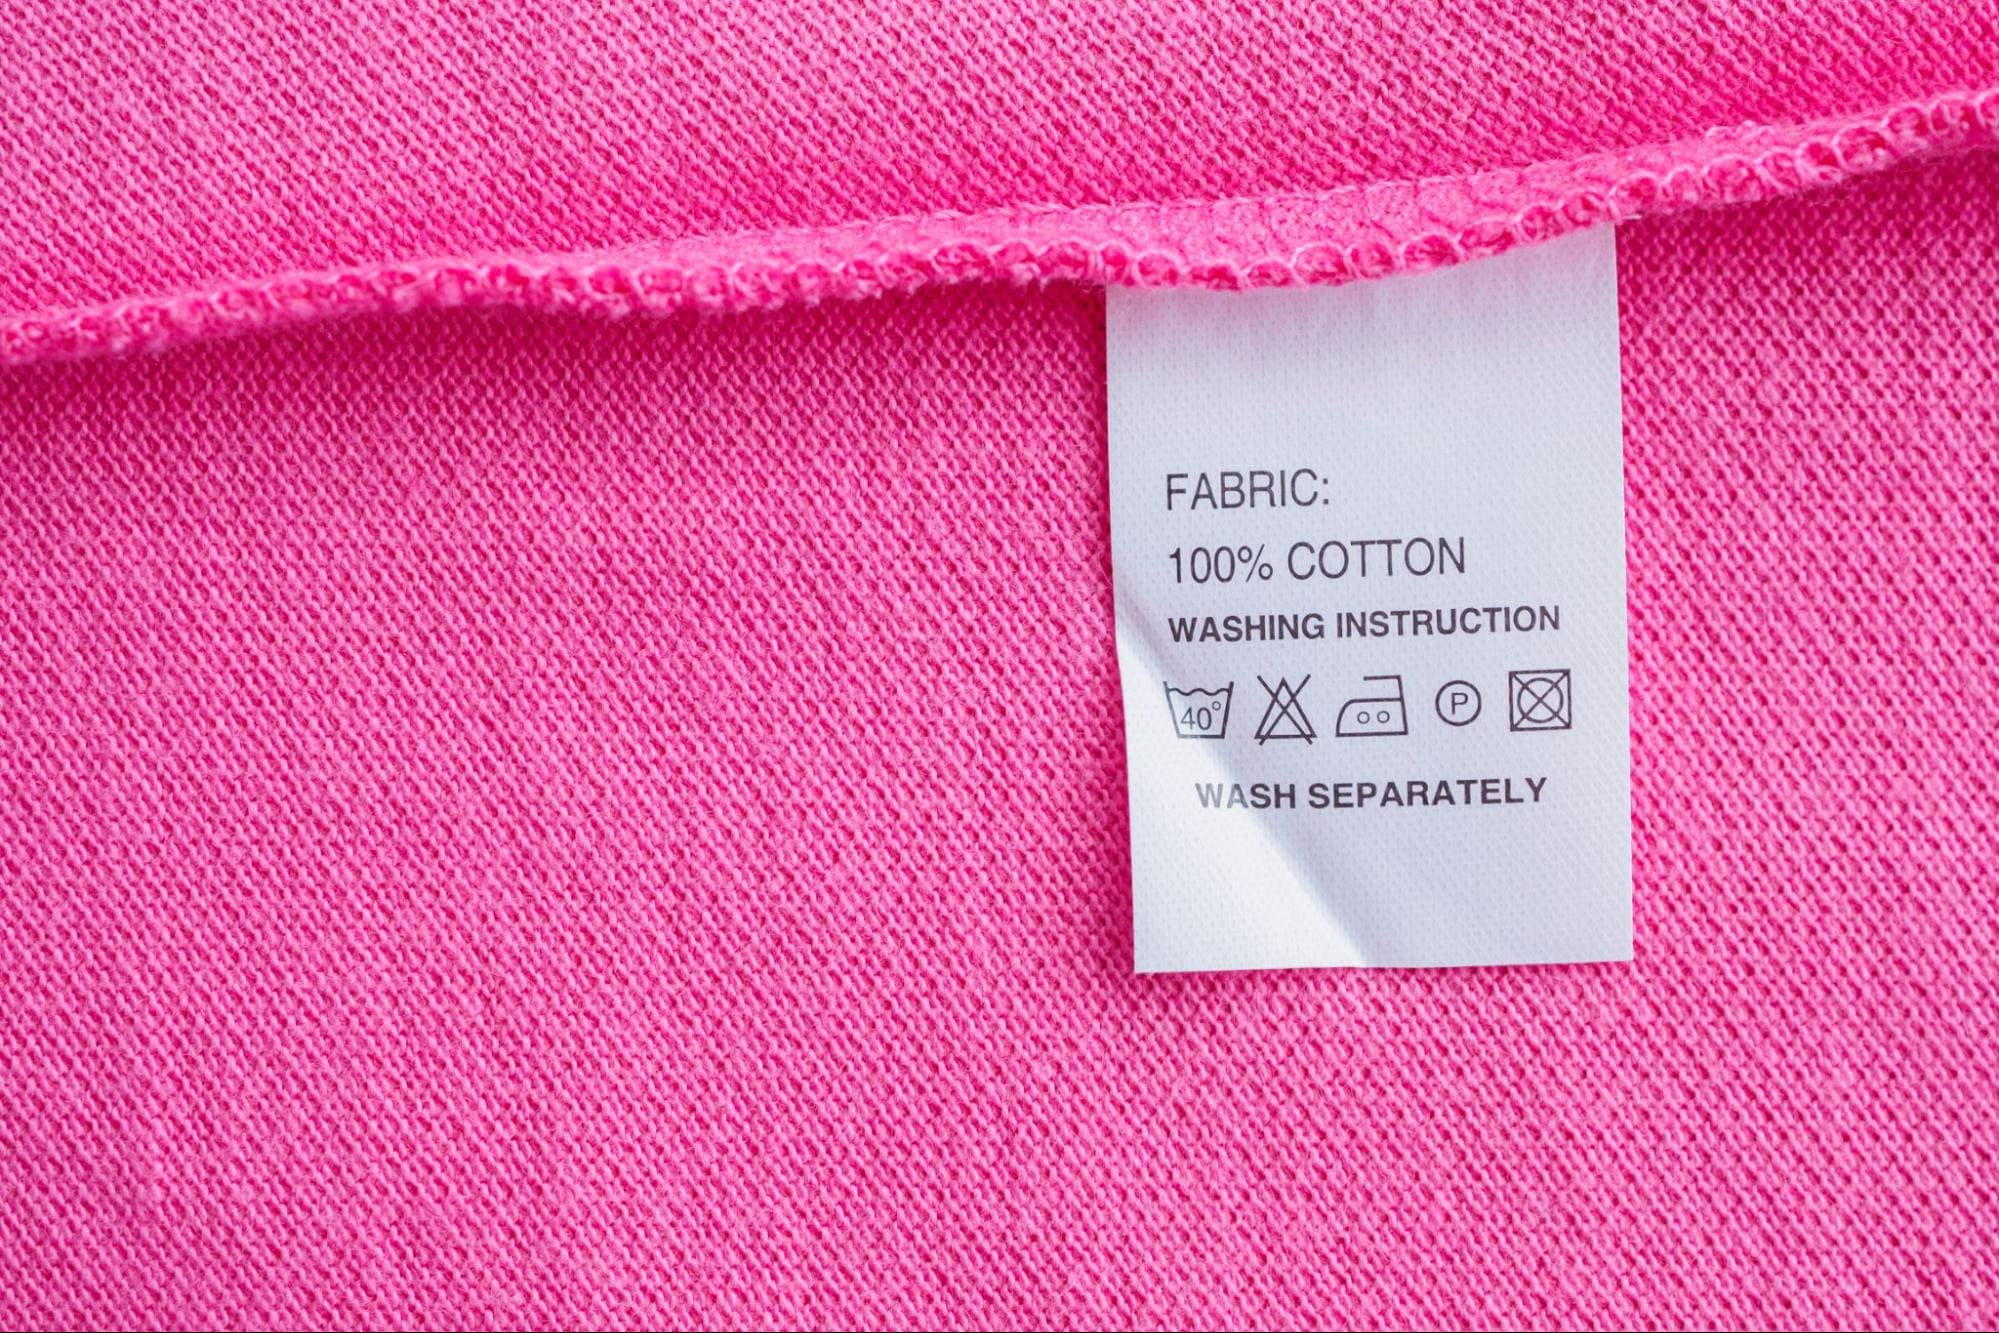 FABRIC:
100% COTTON
WASHING INSTRUCTION
40° P
WASH SEPARATELY